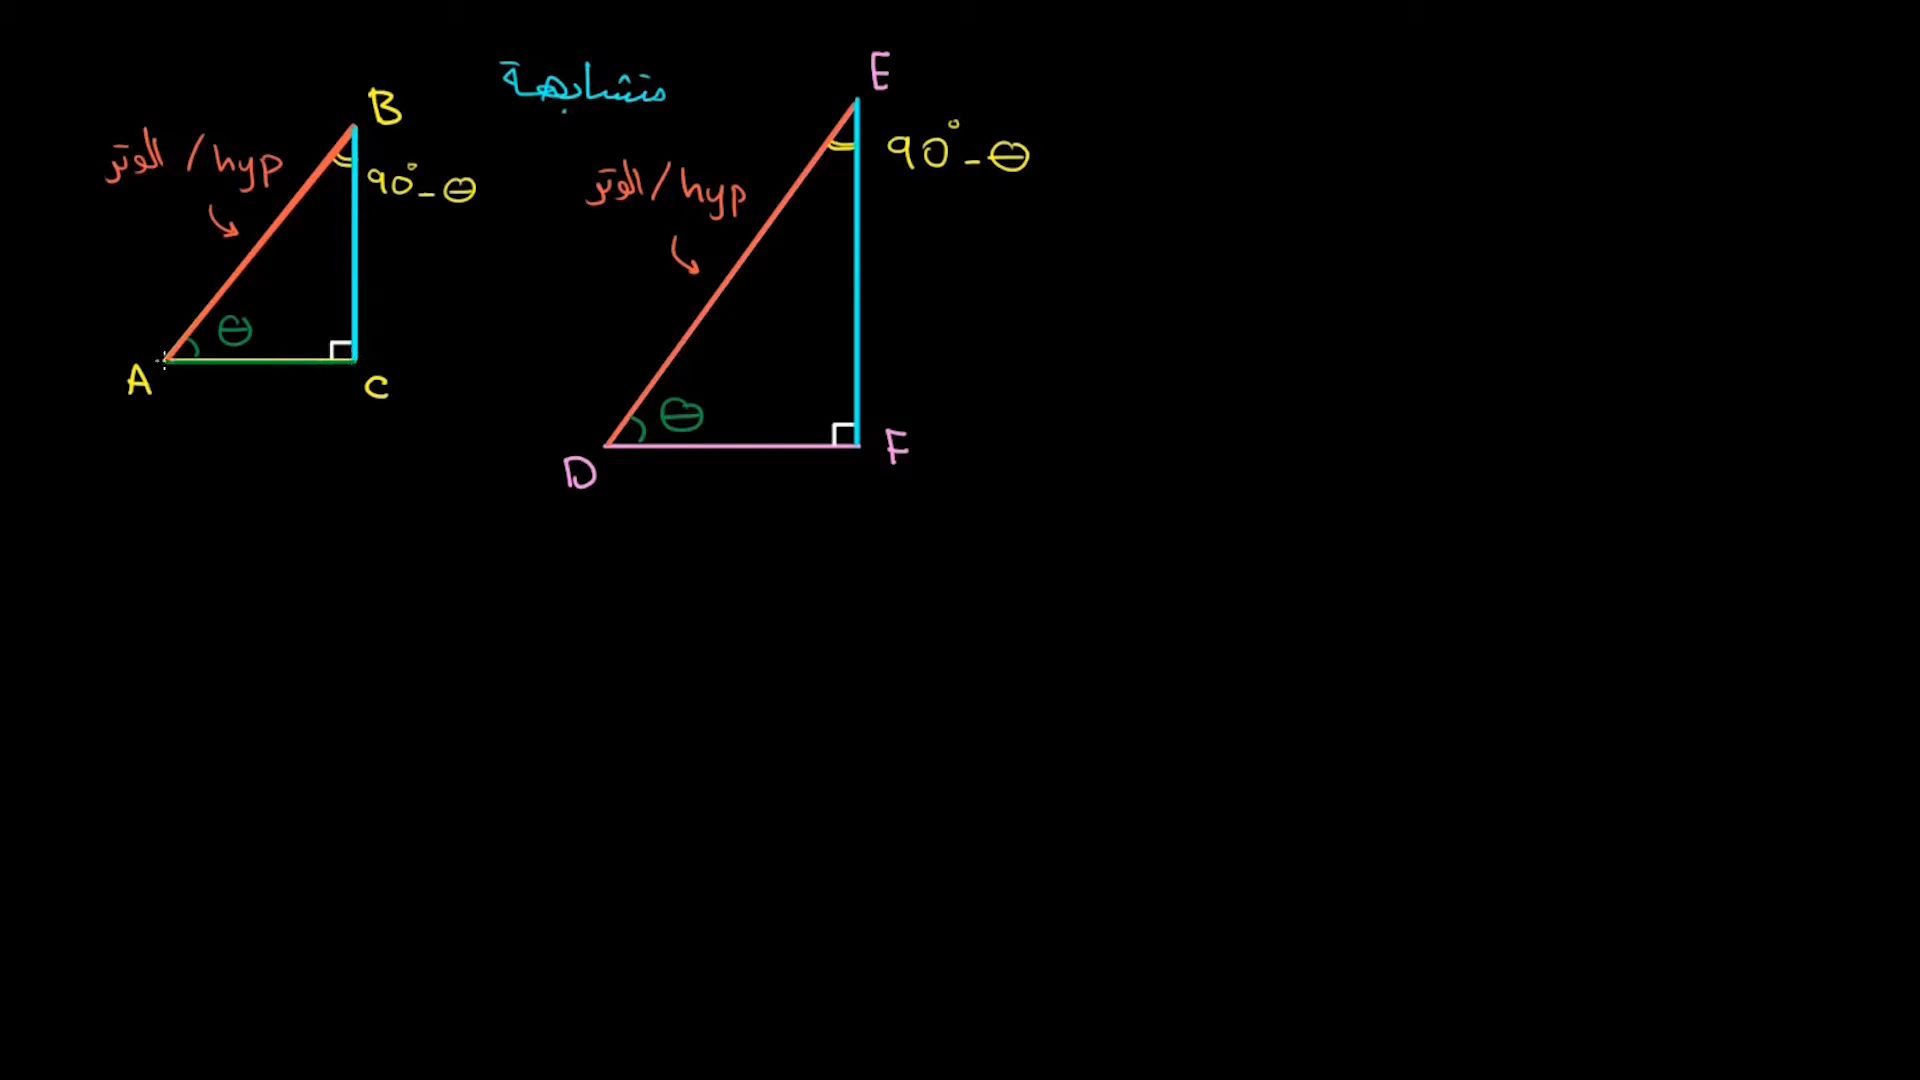 متشابهة
B
الوتر / hyp
90° - θ
θ
A
C
E
90° - θ
الوتر / hyp
θ
D
F